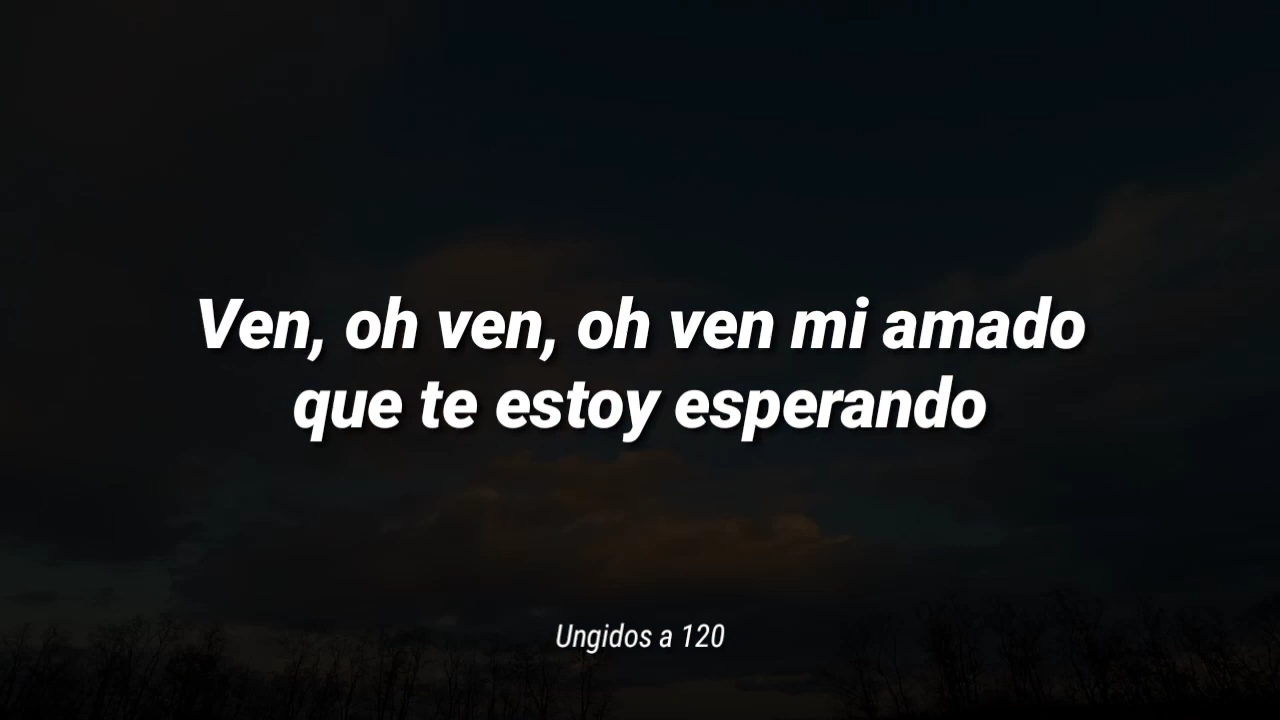 Ven, oh ven, oh ven mi amado
que te estoy esperando
Ungidos a 120